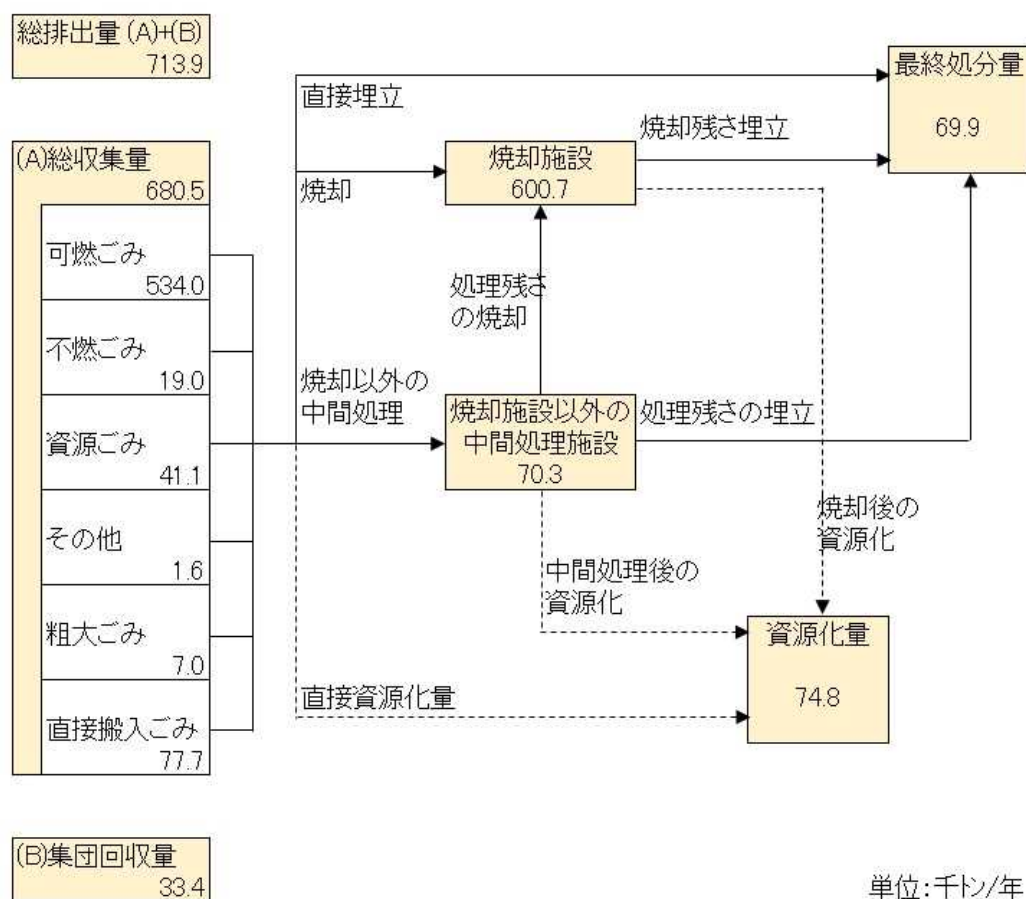 総排出量 (A)+(B)
713.9
(A)総収集量
680.5
可燃ごみ
534.0
不燃ごみ
19.0
資源ごみ
41.1
その他
1.6
粗大ごみ
7.0
直接搬入ごみ
77.7
(B)集団回収量
33.4
直接埋立
焼却
焼却以外の
中間処理
直接資源化量
焼却施設
600.7
処理残さ
の焼却
焼却施設以外の
中間処理施設
70.3
焼却残さ埋立
処理残さの埋立
中間処理後の
資源化
焼却後の
資源化
最終処分量
69.9
資源化量
74.8
単位:千トン/年